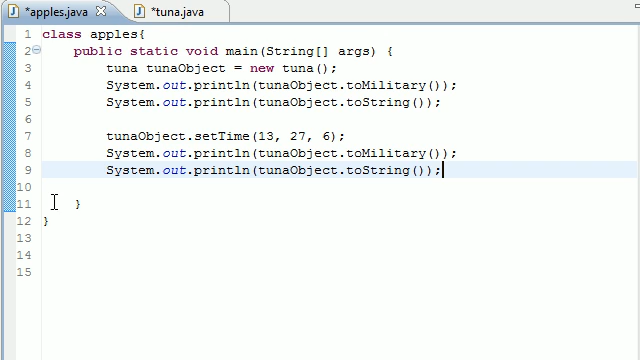 *apples.java
*tuna.java
1 class apples{
2 public static void main(String[] args) {
3 tuna tunaObject = new tuna();
4 System.out.println(tunaObject.toMilitary());
5 System.out.println(tunaObject.toString());
6
7 tunaObject.setTime(13, 27, 6);
8 System.out.println(tunaObject.toMilitary());
9 System.out.println(tunaObject.toString());
10
11 }
12 }
13
14
15